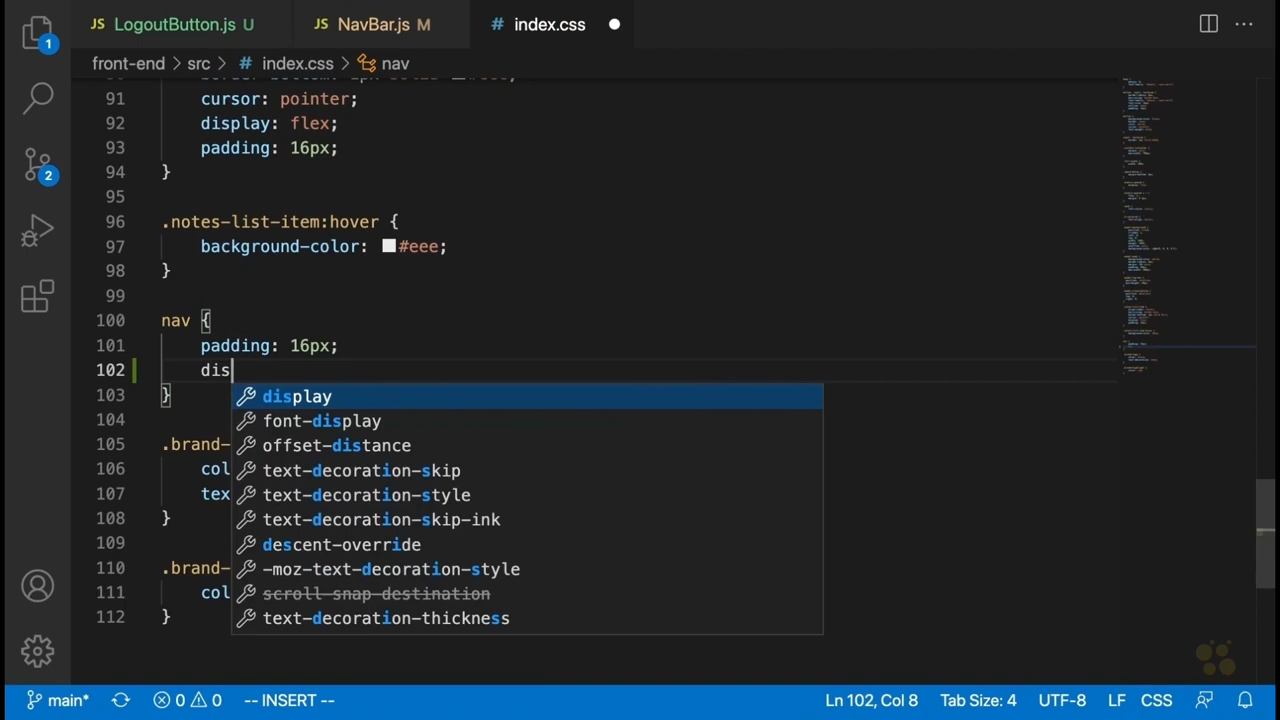 JS LogoutButton.js U
JS NavBar.js M
# index.css
1
front-end > src > # index.css > nav
91 cursor: pointer;
92 display: flex;
93 padding: 16px;
94 }
95
96 .notes-list-item:hover {
97 background-color: #eee;
98 }
99
100 nav {
101 padding: 16px;
102 dis
103 }
104
105 .brand-
106 col
107 tex
108 }
109
110 .brand-
111 col
112 }
display
font-display
offset-distance
text-decoration-skip
text-decoration-style
text-decoration-skip-ink
descent-override
-moz-text-decoration-style
scroll-snap-destination
text-decoration-thickness
2
main* 0 0 -- INSERT -- Ln 102, Col 8 Tab Size: 4 UTF-8 LF CSS